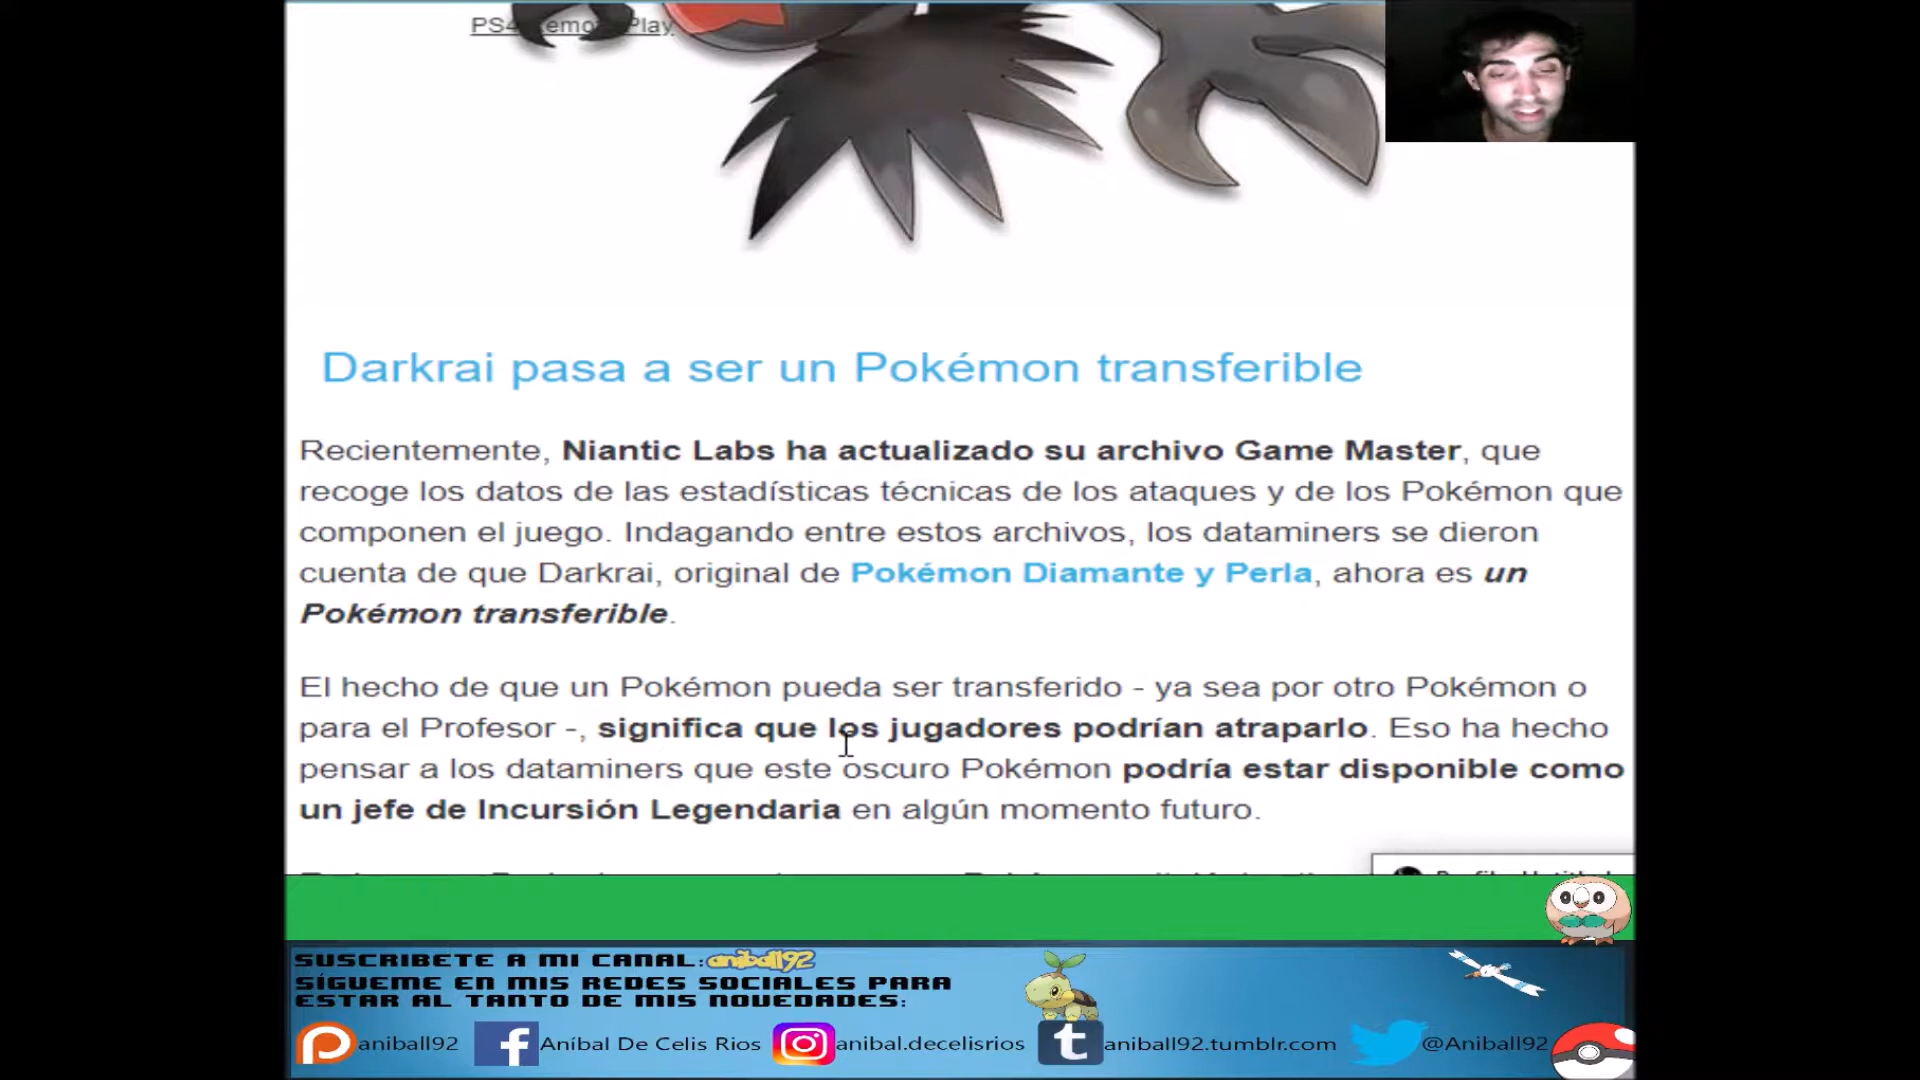 PS4 Remote Play
Darkrai pasa a ser un Pokémon transferible
Recientemente, Niantic Labs ha actualizado su archivo Game Master, que
recoge los datos de las estadísticas técnicas de los ataques y de los Pokémon que
componen el juego. Indagando entre estos archivos, los dataminers se dieron
cuenta de que Darkrai, original de Pokémon Diamante y Perla, ahora es un
Pokémon transferible.
El hecho de que un Pokémon pueda ser transferido - ya sea por otro Pokémon o
para el Profesor -, significa que los jugadores podrían atraparlo. Eso ha hecho
pensar a los dataminers que este oscuro Pokémon podría estar disponible como
un jefe de Incursión Legendaria en algún momento futuro.
SUSCRIBETE A MI CANAL: aniball92
SÍGUEME EN MIS REDES SOCIALES PARA
ESTAR AL TANTO DE MIS NOVEDADES:
aniball92 Aníbal De Celis Rios anibal.decelisrios aniball92.tumblr.com @Aniball92